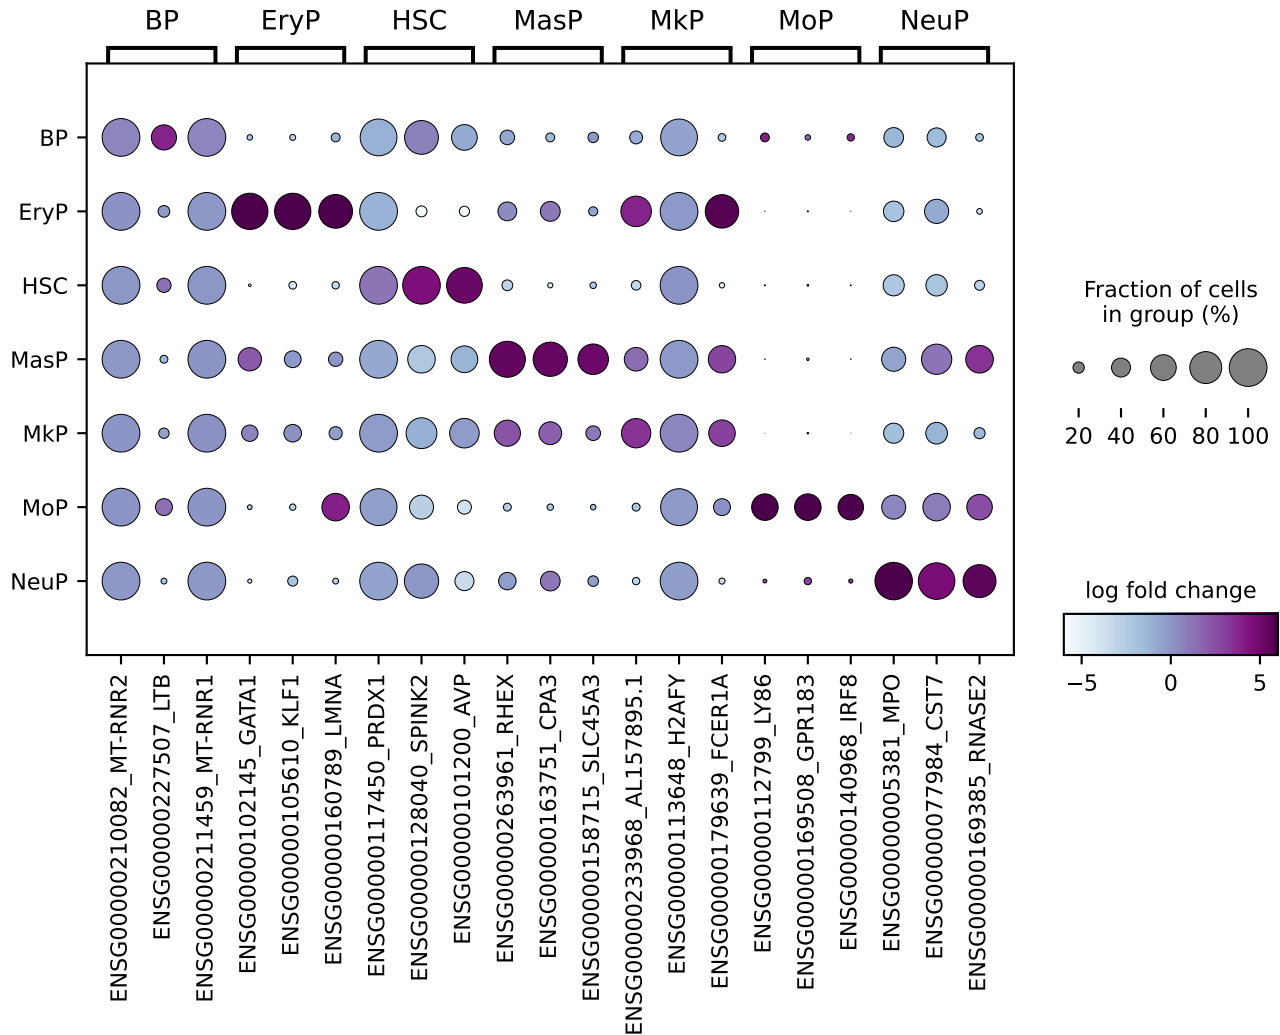 BP EryP HSC MasP MkP MoP NeuP
BP
EryP
HSC
MasP
MkP
MoP
NeuP
ENSG00000210082_MT-RNR2
ENSG00000227507_LTB
ENSG00000211459_MT-RNR1
ENSG00000102145_GATA1
ENSG00000105610_KLF1
ENSG00000160789_LMNA
ENSG00000117450_PRDX1
ENSG00000128040_SPINK2
ENSG00000101200_AVP
ENSG00000263961_RHEX
ENSG00000163751_CPA3
ENSG00000158715_SLC45A3
ENSG00000233968_AL157895.1
ENSG00000113648_H2AFY
ENSG00000179639_FCER1A
ENSG00000112799_LY86
ENSG00000169508_GPR183
ENSG00000140968_IRF8
ENSG00000005381_MPO
ENSG00000077984_CST7
ENSG00000169385_RNASE2
Fraction of cells
in group (%)
20 40 60 80 100
log fold change
−5 0 5